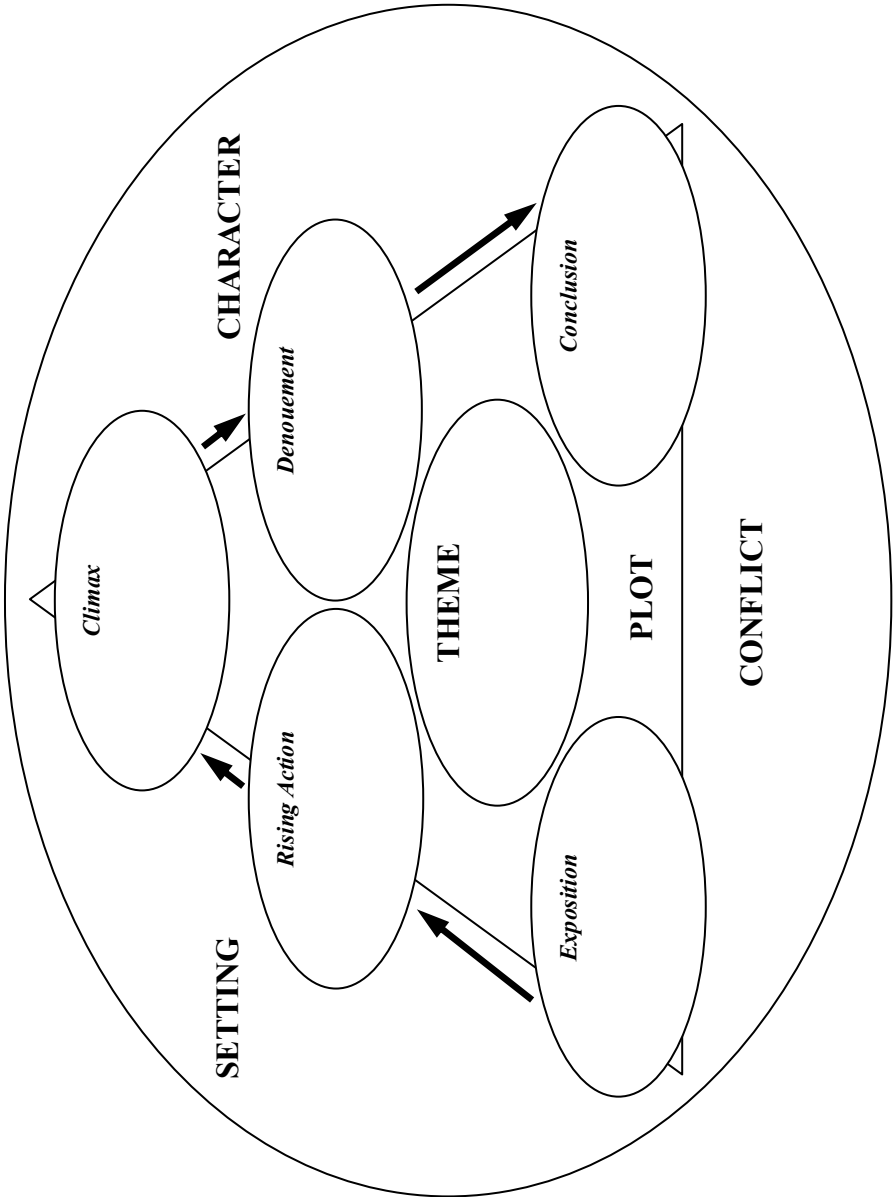 Climax
SETTING
CHARACTER
Rising Action
Denouement
THEME
Exposition
Conclusion
PLOT
CONFLICT